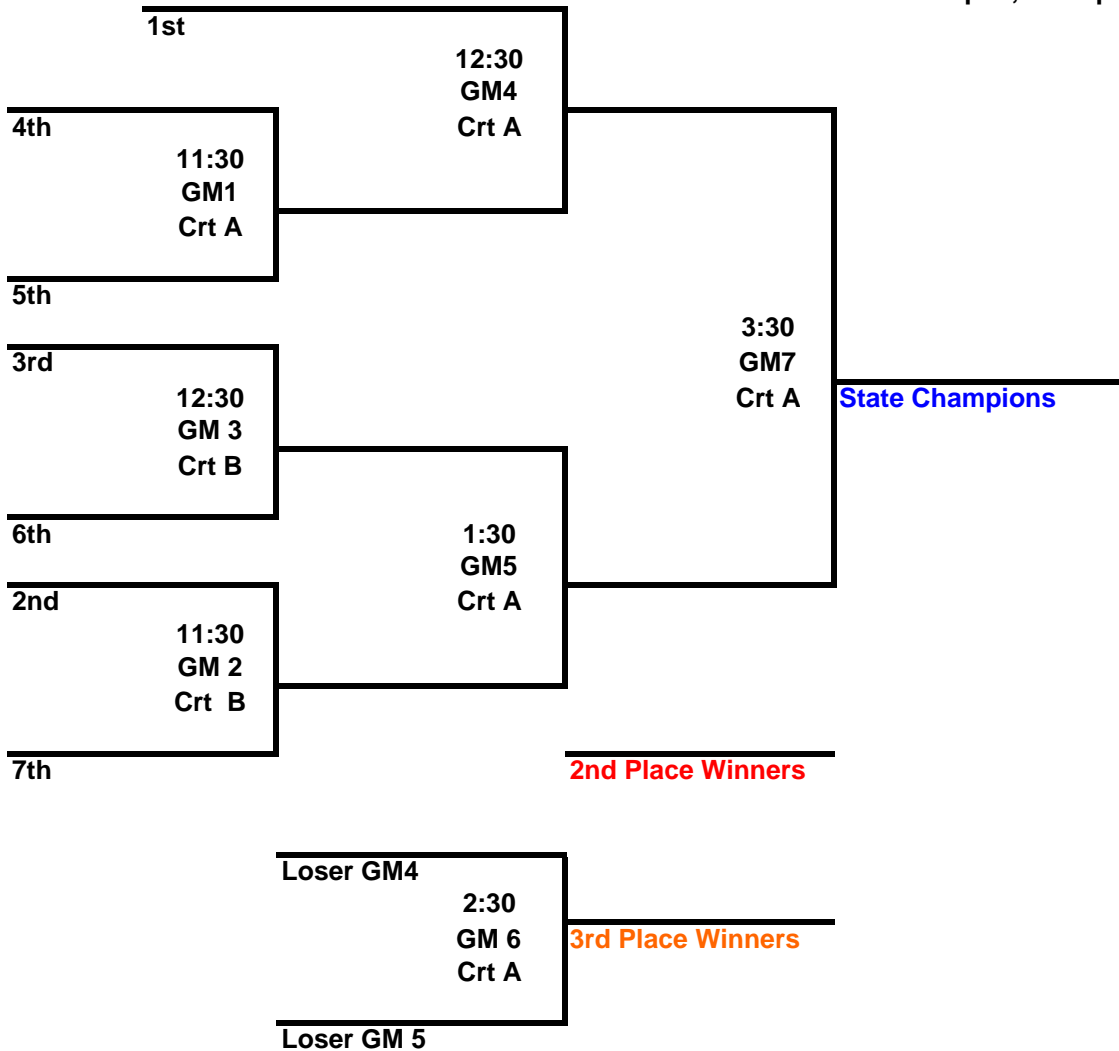 1st
12:30
GM4
Crt A
4th
11:30
GM1
Crt A
5th
3rd
12:30
GM 3
Crt B
6th
3:30
GM7
Crt A
State Champions
1:30
GM5
Crt A
2nd
11:30
GM 2
Crt B
7th
2nd Place Winners
Loser GM4
2:30
GM 6
Crt A
3rd Place Winners
Loser GM 5